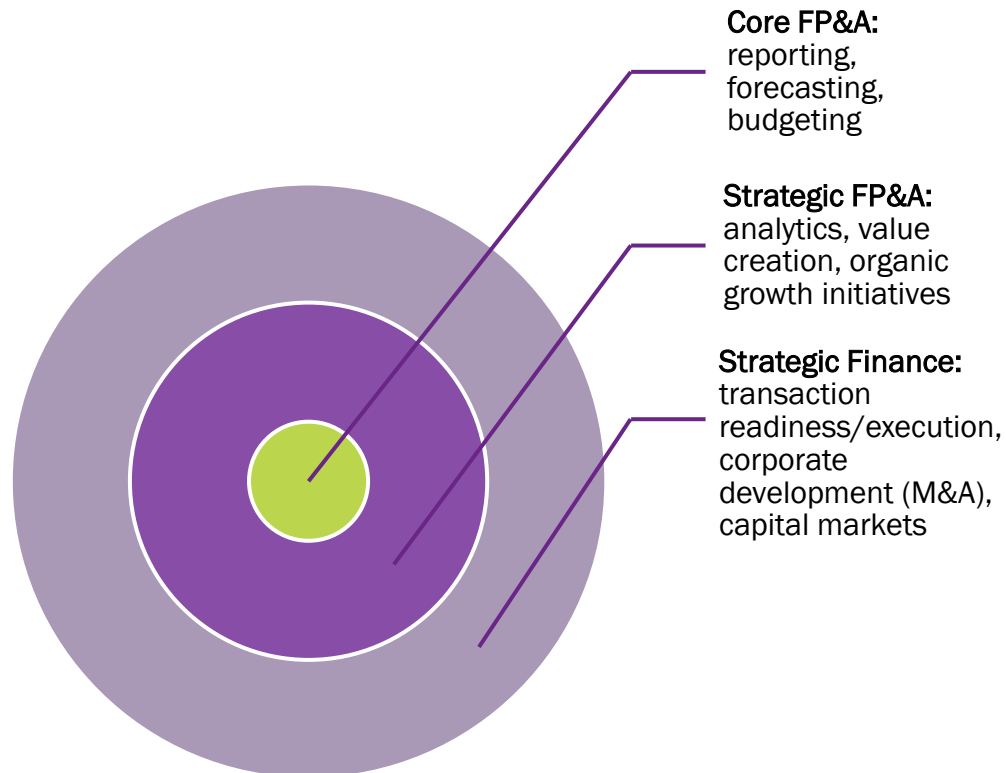 Core FP&A:
reporting,
forecasting,
budgeting
Strategic FP&A:
analytics, value
creation, organic
growth initiatives
Strategic Finance:
transaction
readiness/execution,
corporate
development (M&A),
capital markets